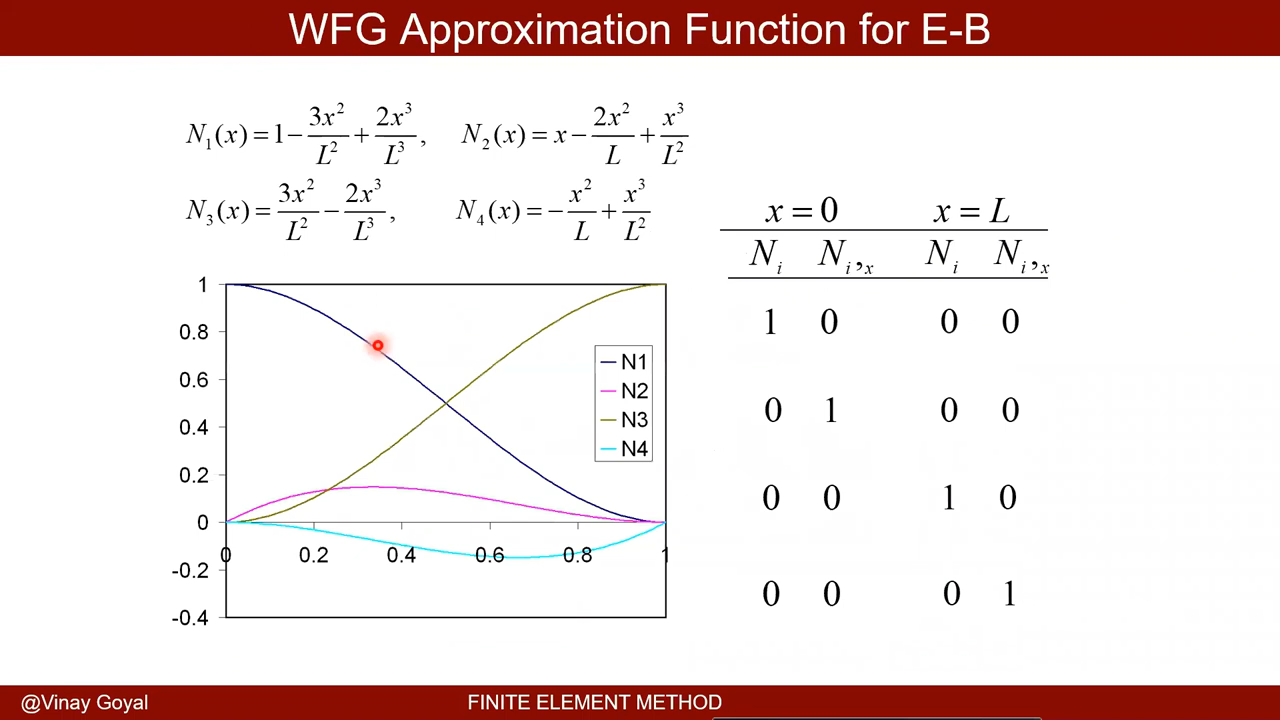 WFG Approximation Function for E-B
N₁(x) = 1 − 3x²/L² + 2x³/L³, N₂(x) = x − 2x²/L + x³/L²
N₃(x) = 3x²/L² − 2x³/L³, N₄(x) = − x²/L + x³/L²
x = 0 x = L
Nᵢ Nᵢ,ₓ Nᵢ Nᵢ,ₓ
1 0 0 0
0 1 0 0
0 0 1 0
0 0 0 1
1
0.8
0.6
0.4
0.2
0
-0.2
-0.4
0 0.2 0.4 0.6 0.8 1
N1
N2
N3
N4
@Vinay Goyal
FINITE ELEMENT METHOD